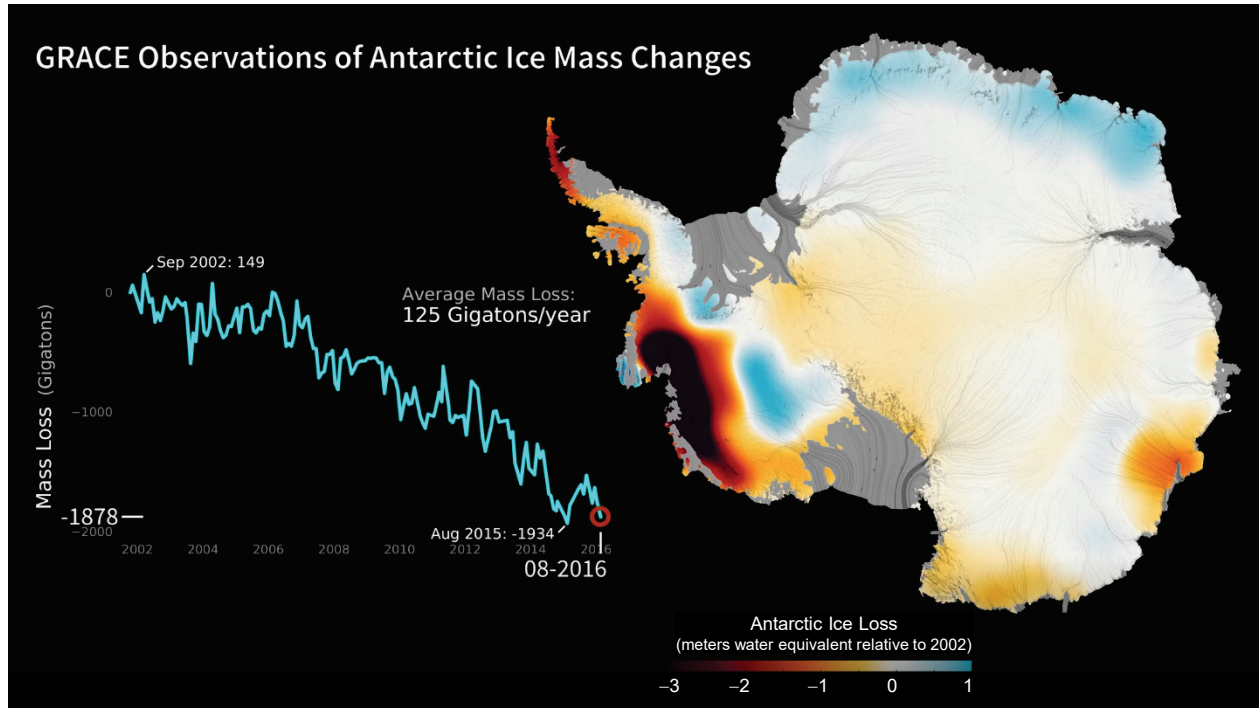 GRACE Observations of Antarctic Ice Mass Changes
Sep 2002: 149
Average Mass Loss:
125 Gigatons/year
Mass Loss (Gigatons)
0
−1000
-1878
−2000
Aug 2015: -1934
2002 2004 2006 2008 2010 2012 2014 2016
08-2016
Antarctic Ice Loss
(meters water equivalent relative to 2002)
−3 −2 −1 0 1